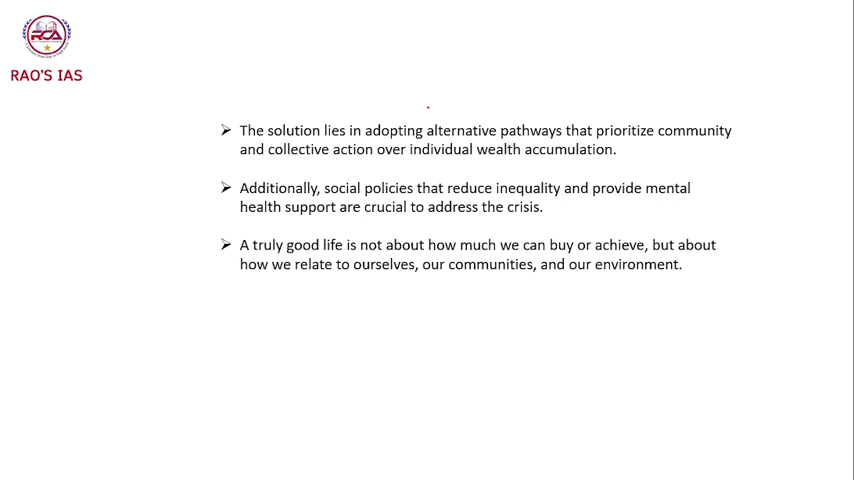 RCA
RAO'S IAS
➢ The solution lies in adopting alternative pathways that prioritize community
and collective action over individual wealth accumulation.
➢ Additionally, social policies that reduce inequality and provide mental
health support are crucial to address the crisis.
➢ A truly good life is not about how much we can buy or achieve, but about
how we relate to ourselves, our communities, and our environment.